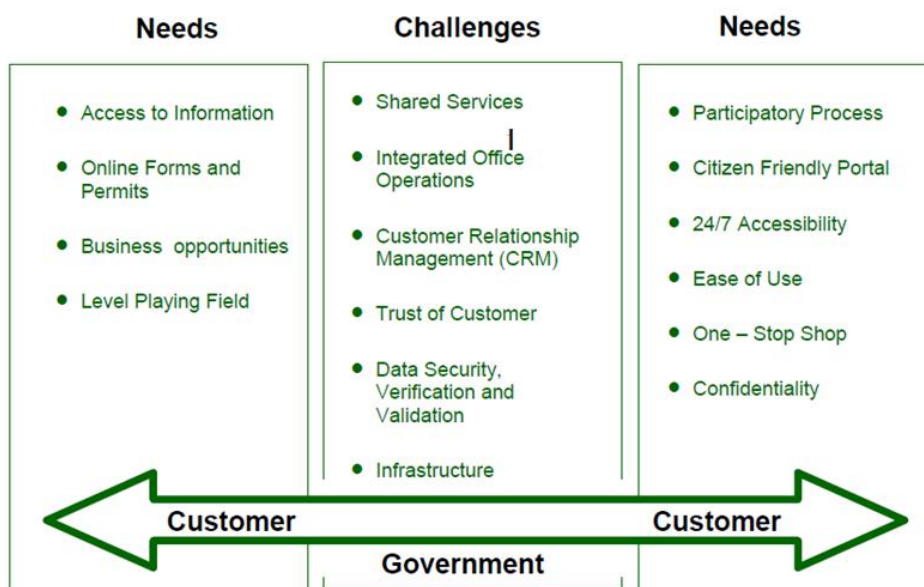 Needs
Access to Information
Online Forms and
Permits
Business opportunities
Level Playing Field
Challenges
Shared Services
Integrated Office
Operations
Customer Relationship
Management (CRM)
Trust of Customer
Data Security,
Verification and
Validation
Infrastructure
Needs
Participatory Process
Citizen Friendly Portal
24/7 Accessibility
Ease of Use
One – Stop Shop
Confidentiality
Customer
Customer
Government